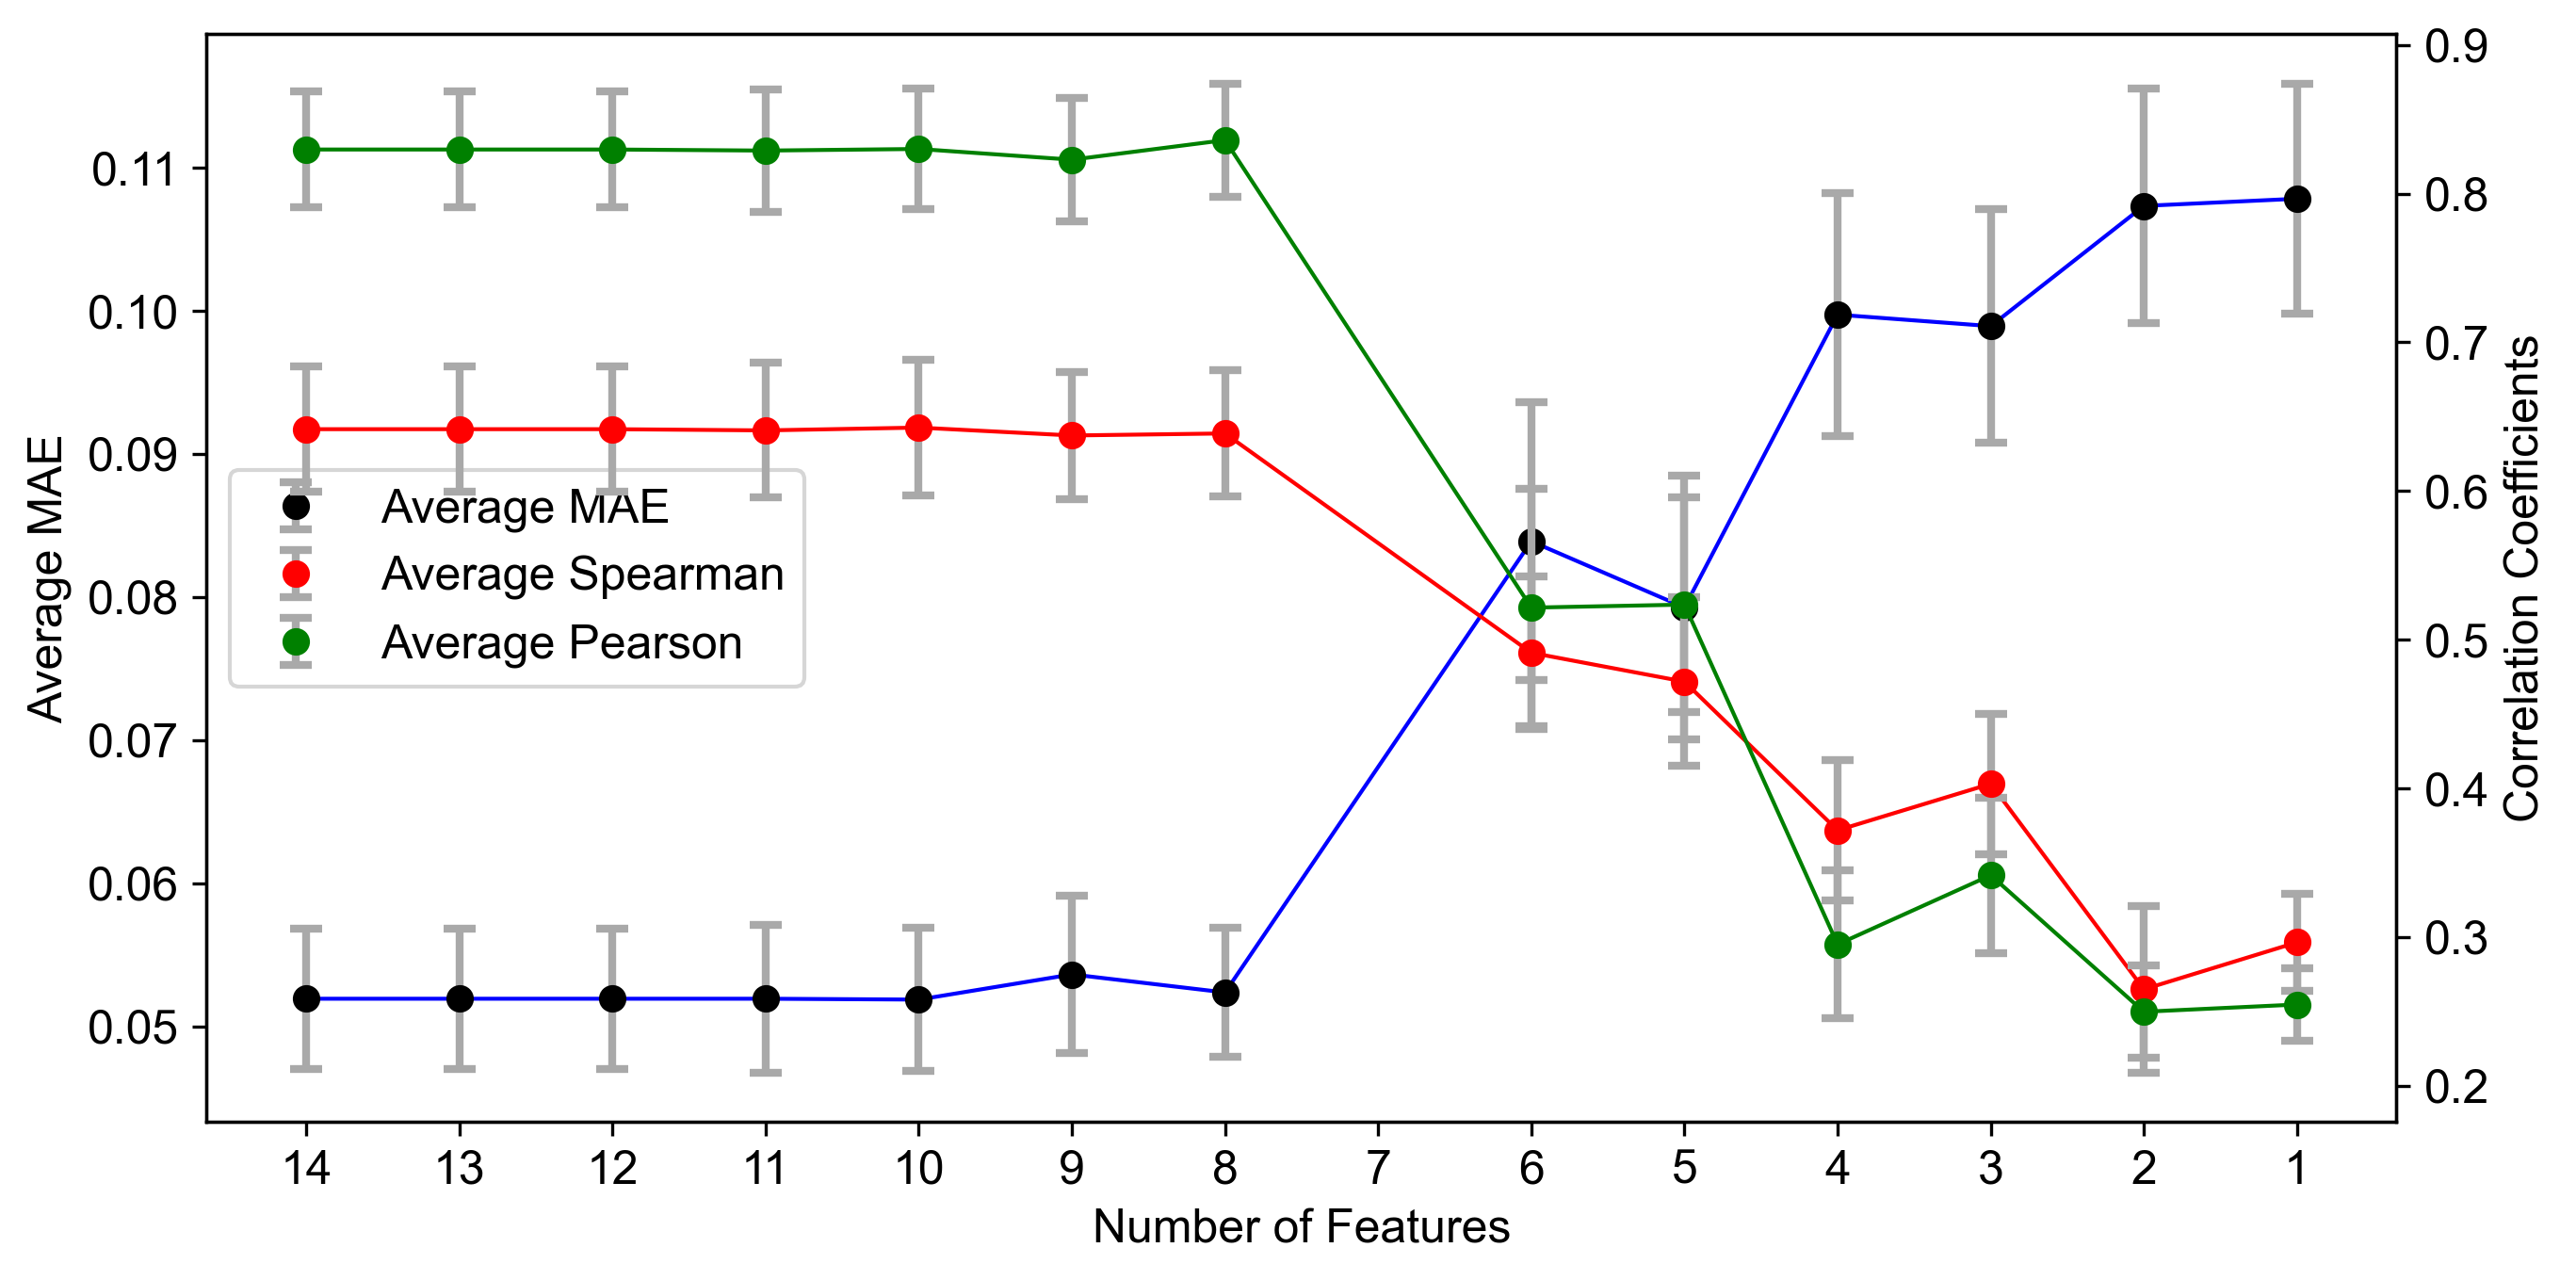 Average MAE
0.11
0.10
0.09
0.08
0.07
0.06
0.05
Average MAE
Average Spearman
Average Pearson
0.9
0.8
0.7
0.6
0.5
0.4
0.3
0.2
Correlation Coefficients
14 13 12 11 10 9 8 7 6 5 4 3 2 1
Number of Features